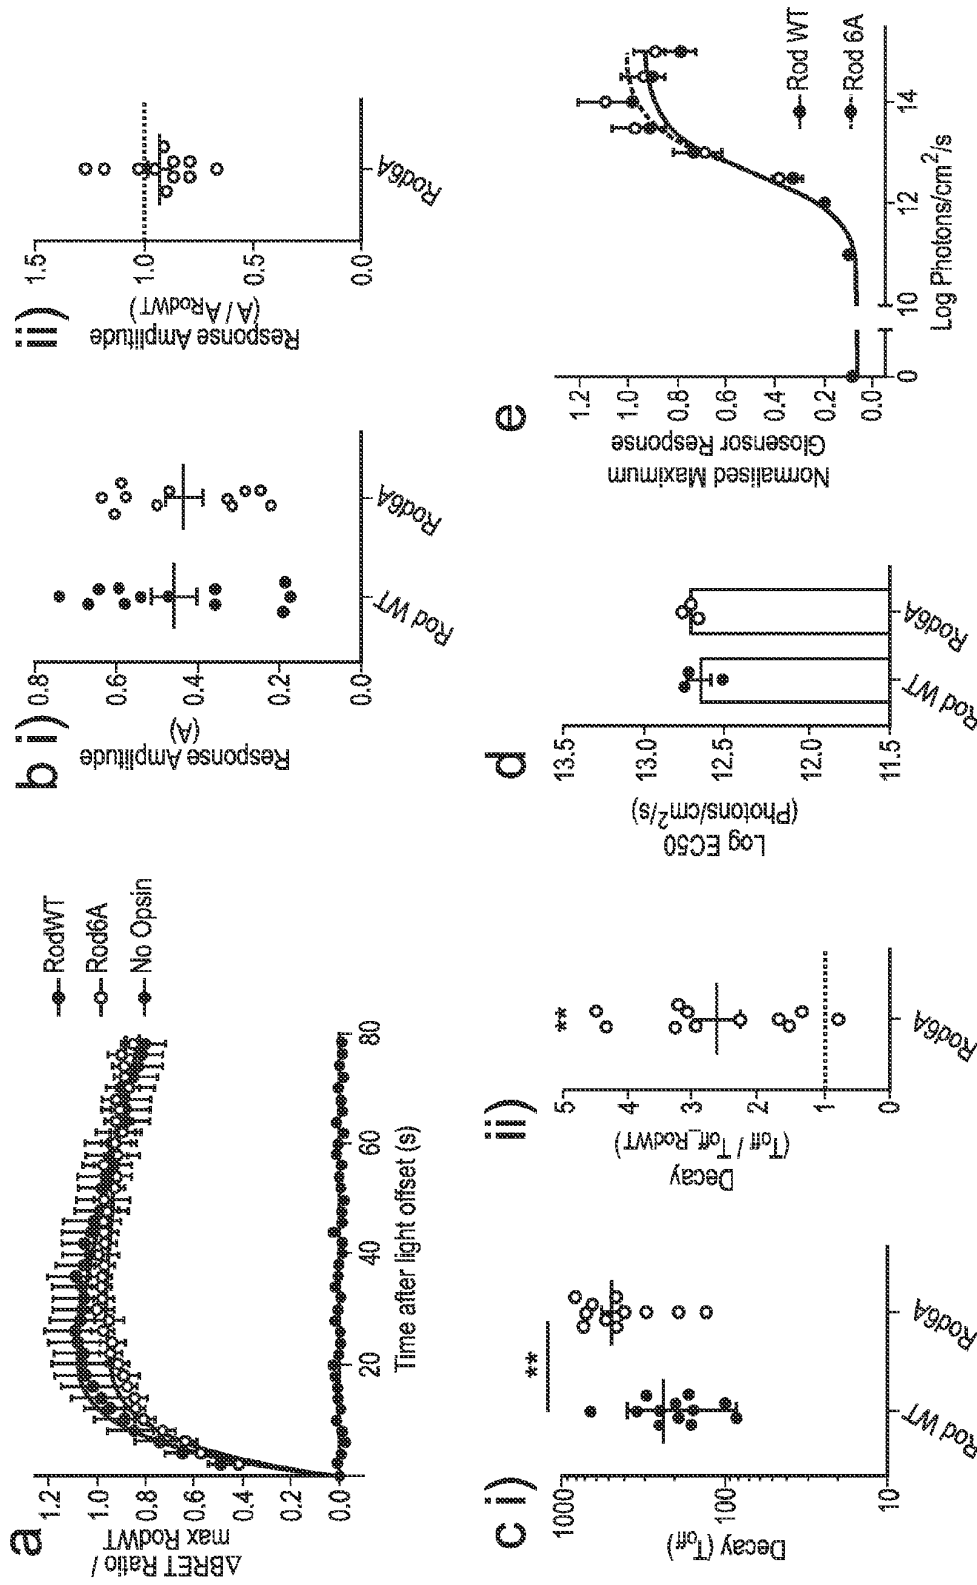 a
ΔBRET Ratio /
max RodWT
1.2
1.0
0.8
0.6
0.4
0.2
0.0
20
40
60
80
Time after light offset (s)
RodWT
Rod6A
No Opsin
b i)
Response Amplitude
(A)
0.8
0.6
0.4
0.2
0
Rod WT
Rod6A
ii)
Response Amplitude
(A / A RodWT)
1.5
1.0
0.5
0.0
Rod6A
c i)
Decay (Toff)
1000
100
10
**
Rod WT
Rod6A
ii)
Decay
(Toff / Toff_RodWT)
5
4
3
2
1
0
**
Rod6A
d
Log EC50
(Photons/cm²/s)
13.5
13.0
12.5
12.0
11.5
Rod WT
Rod6A
e
Normalised Maximum
Glosensor Response
1.2
1.0
0.8
0.6
0.4
0.2
0.0
0
10
12
14
Log Photons/cm²/s
Rod WT
Rod 6A